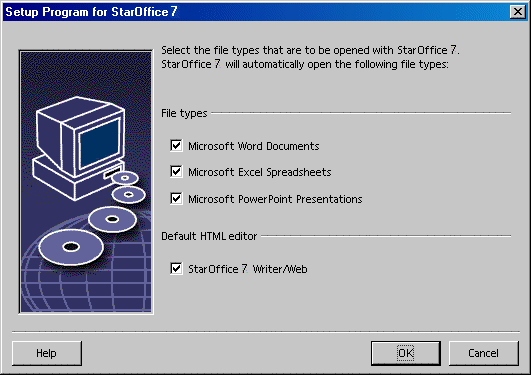 Setup Program for StarOffice 7
Select the file types that are to be opened with StarOffice 7.
StarOffice 7 will automatically open the following file types:
File types
Microsoft Word Documents
Microsoft Excel Spreadsheets
Microsoft PowerPoint Presentations
Default HTML editor
StarOffice 7 Writer/Web
Help
OK
Cancel